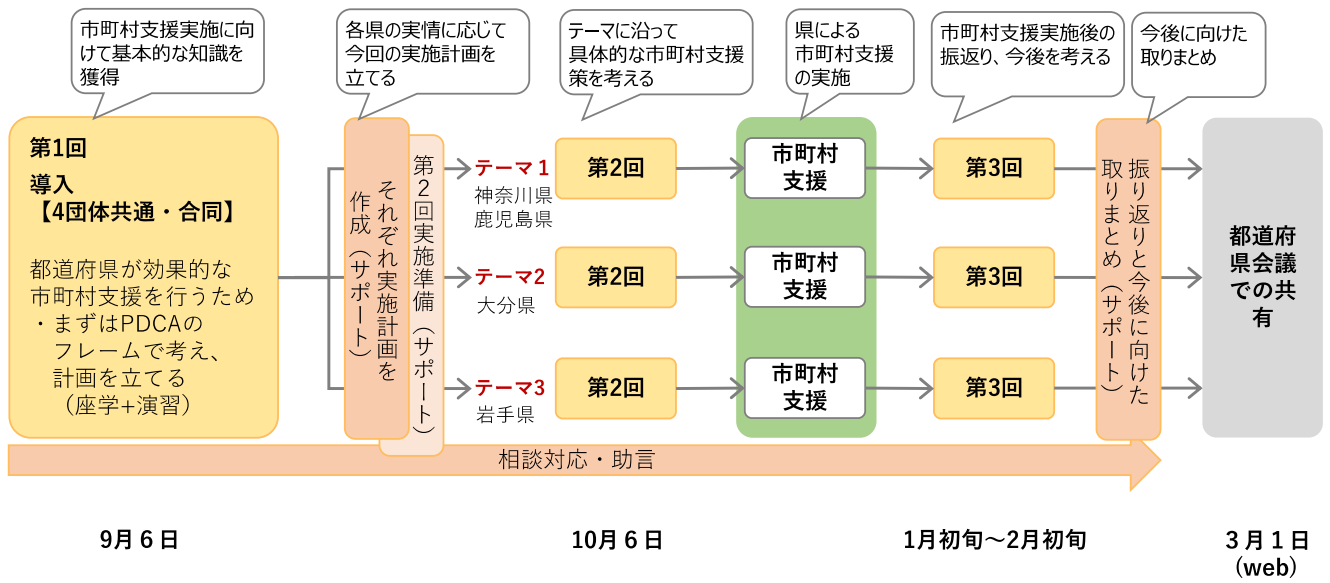 市町村支援実施に向
けて基本的な知識を
獲得
各県の実情に応じて
今回の実施計画を
立てる
テーマに沿って
具体的な市町村支援
策を考える
県による
市町村支援
の実施
市町村支援実施後の
振返り、今後を考える
今後に向けた
取りまとめ
第1回
導入
【4団体共通・合同】
都道府県が効果的な
市町村支援を行うため
・まずはPDCAの
フレームで考え、
計画を立てる
（座学+演習）
それぞれ実施計画を
作成（サポート）
第２回実施準備（サポート）
テーマ１
神奈川県
鹿児島県
第2回
市町村
支援
第3回
テーマ2
大分県
第2回
市町村
支援
第3回
テーマ3
岩手県
第2回
市町村
支援
第3回
振り返りと今後に向けた
取りまとめ（サポート）
都道府
県会議
での共
有
相談対応・助言
9月６日
10月６日
1月初旬～2月初旬
３月１日
（web）